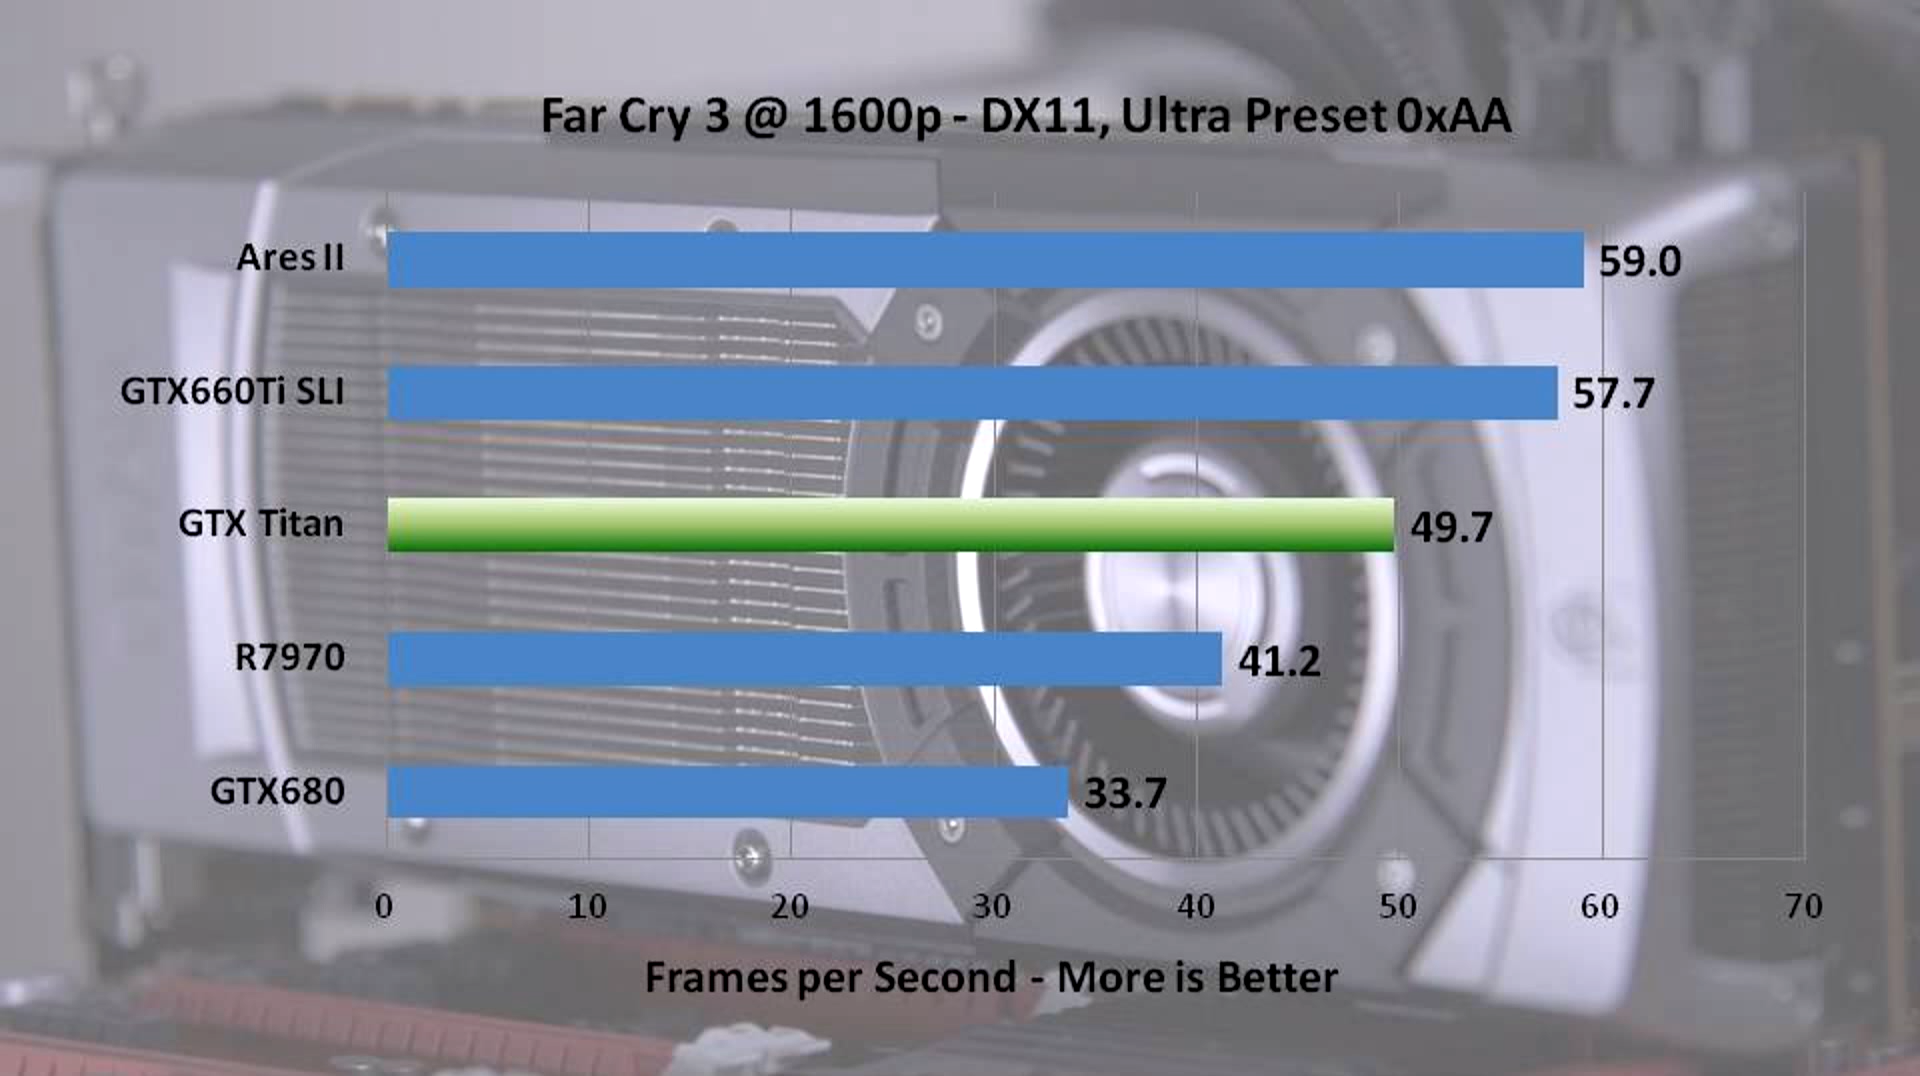 Far Cry 3 @ 1600p - DX11, Ultra Preset 0xAA
Ares II
59.0
GTX660Ti SLI
57.7
GTX Titan
49.7
R7970
41.2
GTX680
33.7
0 10 20 30 40 50 60 70
Frames per Second - More is Better